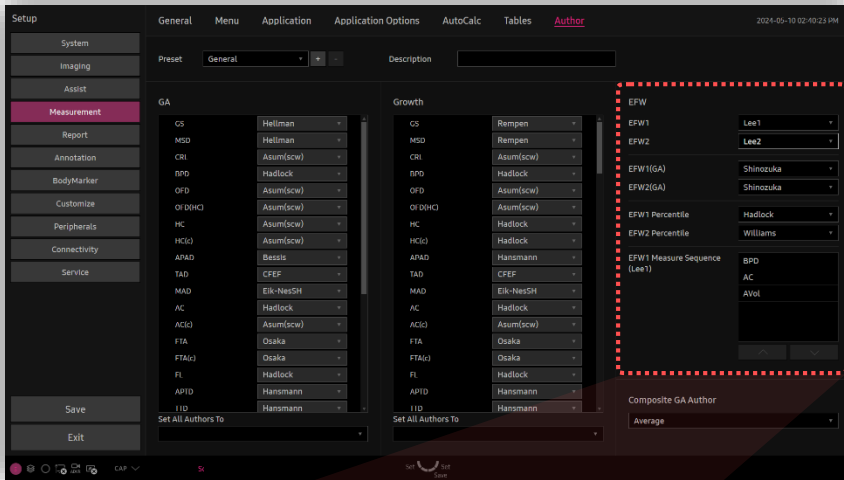 Setup
General Menu Application Application Options AutoCalc Tables Author
2024-05-10 02:40:23 PM
System
Imaging
Assist
Measurement
Report
Annotation
BodyMarker
Customize
Peripherals
Connectivity
Service
Save
Exit
Preset General + -
Description
GA
GS Hellman
MSD Hellman
CRL Asum(scw)
BPD Hadlock
OFD Asum(scw)
OFD(HC) Asum(scw)
HC Asum(scw)
HC(c) Asum(scw)
APAD Bessis
TAD CFEF
MAD Eik-NesSH
AC Hadlock
AC(c) Asum(scw)
FTA Osaka
FTA(c) Osaka
FL Hadlock
APTD Hansmann
TTD Hansmann
Set All Authors To
Growth
GS Rempen
MSD Rempen
CRL Asum(scw)
BPD Hadlock
OFD Asum(scw)
OFD(HC) Asum(scw)
HC Hadlock
HC(c) Hadlock
APAD Hansmann
TAD CFEF
MAD Eik-NesSH
AC Hadlock
AC(c) Asum(scw)
FTA Osaka
FTA(c) Osaka
FL Hadlock
APTD Hansmann
TTD Hansmann
Set All Authors To
EFW
EFW1 Lee1
EFW2 Lee2
EFW1(GA) Shinozuka
EFW2(GA) Shinozuka
EFW1 Percentile Hadlock
EFW2 Percentile Williams
EFW1 Measure Sequence
(Lee1)
BPD
AC
AVol
Composite GA Author
Average
CAP
Set Set
Save